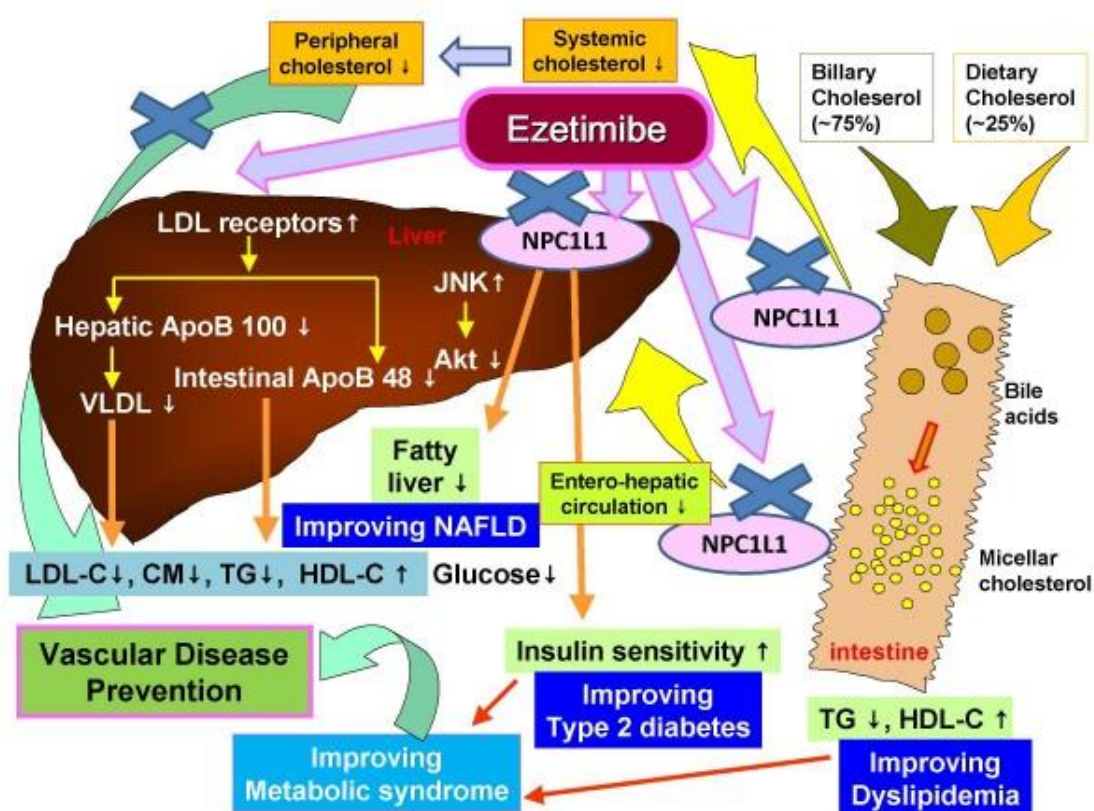 Peripheral
cholesterol ↓
Systemic
cholesterol ↓
Billary
Choleserol
(~75%)
Dietary
Choleserol
(~25%)
Ezetimibe
LDL receptors↑
Liver
NPC1L1
JNK↑
NPC1L1
Hepatic ApoB 100 ↓
Akt ↓
Intestinal ApoB 48 ↓
VLDL ↓
Bile
acids
Fatty
liver ↓
Entero-hepatic
circulation ↓
Improving NAFLD
NPC1L1
Micellar
cholesterol
LDL-C↓, CM↓, TG↓, HDL-C ↑
Glucose↓
Vascular Disease
Prevention
Insulin sensitivity ↑
intestine
Improving
Type 2 diabetes
TG ↓, HDL-C ↑
Improving
Metabolic syndrome
Improving
Dyslipidemia